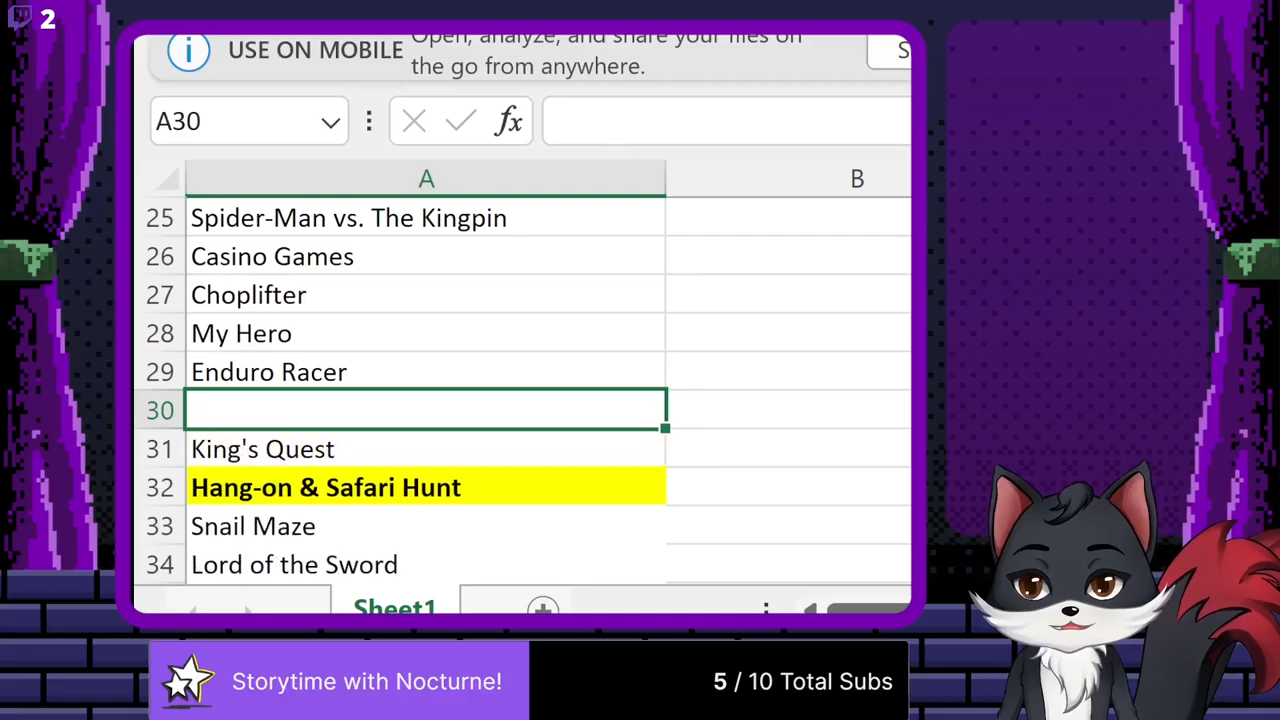 2
USE ON MOBILE
Open, analyze, and share your files on
the go from anywhere.
S
A30
fx
A
B
25 Spider-Man vs. The Kingpin
26 Casino Games
27 Choplifter
28 My Hero
29 Enduro Racer
30
31 King's Quest
32 Hang-on & Safari Hunt
33 Snail Maze
34 Lord of the Sword
Sheet1
Storytime with Nocturne!
5 / 10 Total Subs